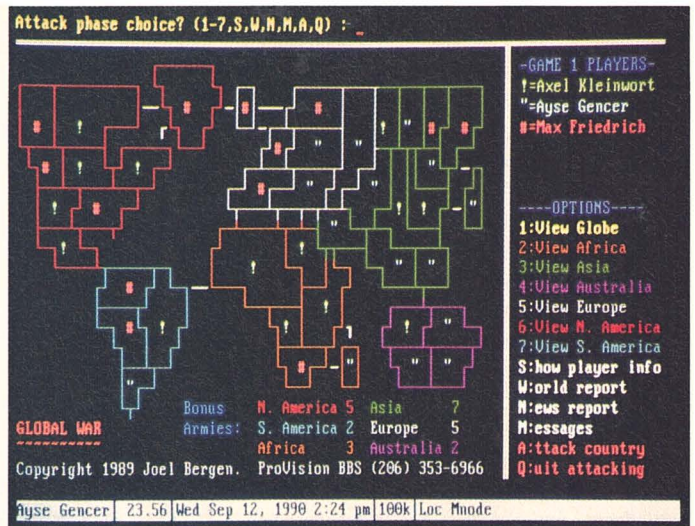 Attack phase choice? (1-7,S,W,N,M,A,Q) :
-GAME 1 PLAYERS-
!=Axel Kleinwort
"=Ayse Gencer
#=Max Friedrich
----OPTIONS----
1:View Globe
2:View Africa
3:View Asia
4:View Australia
5:View Europe
6:View N. America
7:View S. America
S:how player info
W:orld report
N:ews report
M:essages
A:ttack country
Q:uit attacking
Bonus N. America 5 Asia 7
Armies: S. America 2 Europe 5
Africa 3 Australia 2
GLOBAL WAR
Copyright 1989 Joel Bergen. ProVision BBS (206) 353-6966
Ayse Gencer 23.56 Wed Sep 12, 1990 2:24 pm 100k Loc Mnode